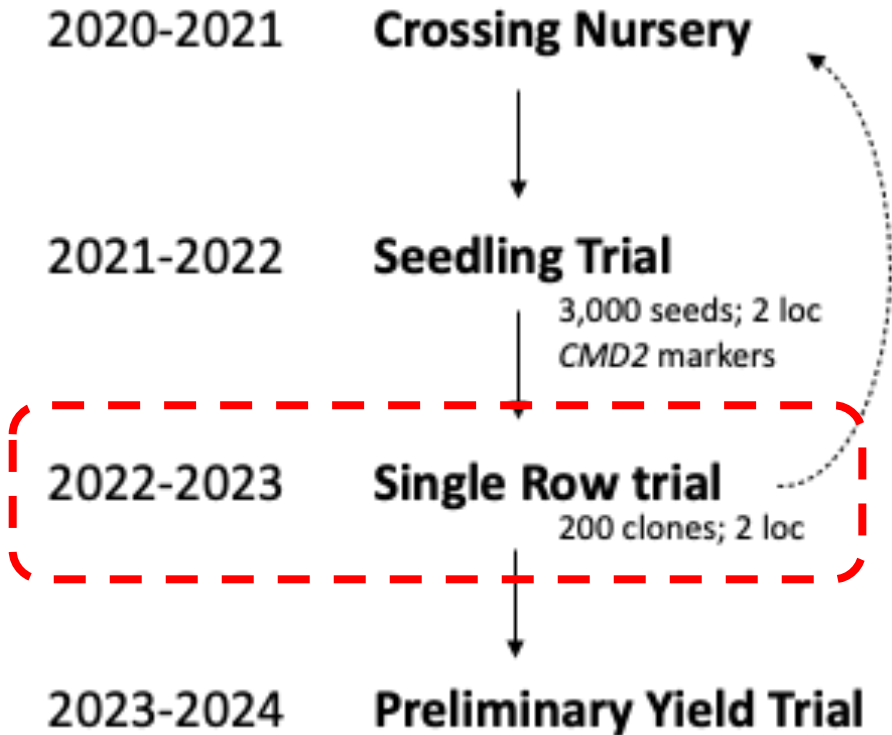 2020-2021 Crossing Nursery
2021-2022 Seedling Trial
3,000 seeds; 2 loc
CMD2 markers
2022-2023 Single Row trial
200 clones; 2 loc
2023-2024 Preliminary Yield Trial